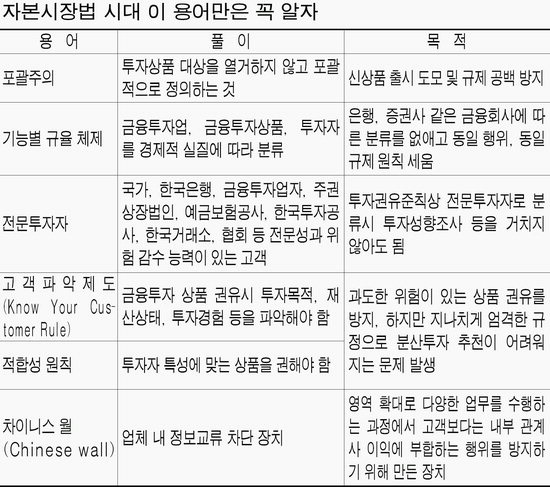 자본시장법 시대 이 용어만은 꼭 알자
용 어
풀 이
목 적
포괄주의
투자상품 대상을 열거하지 않고 포괄
적으로 정의하는 것
신상품 출시 도모 및 규제 공백 방지
기능별 규율 체제
금융투자업, 금융투자상품, 투자자
를 경제적 실질에 따라 분류
은행, 증권사 같은 금융회사에 따
른 분류를 없애고 동일 행위, 동일
규제 원칙 세움
전문투자자
국가, 한국은행, 금융투자업자, 주권
상장법인, 예금보험공사, 한국투자공
사, 한국거래소, 협회 등 전문성과 위
험 감수 능력이 있는 고객
투자권유준칙상 전문투자자로 분
류시 투자성향조사 등을 거치지
않아도 됨
고객파악제도
(Know Your Cus-
tomer Rule)
금융투자 상품 권유시 투자목적, 재
산상태, 투자경험 등을 파악해야 함
과도한 위험이 있는 상품 권유를
방지, 하지만 지나치게 엄격한 규
정으로 분산투자 추천이 어려워
지는 문제 발생
적합성 원칙
투자자 특성에 맞는 상품을 권해야 함
차이니스 월
(Chinese wall)
업체 내 정보교류 차단 장치
영역 확대로 다양한 업무를 수행하
는 과정에서 고객보다는 내부 관계
사 이익에 부합하는 행위를 방지하
기 위해 만든 장치